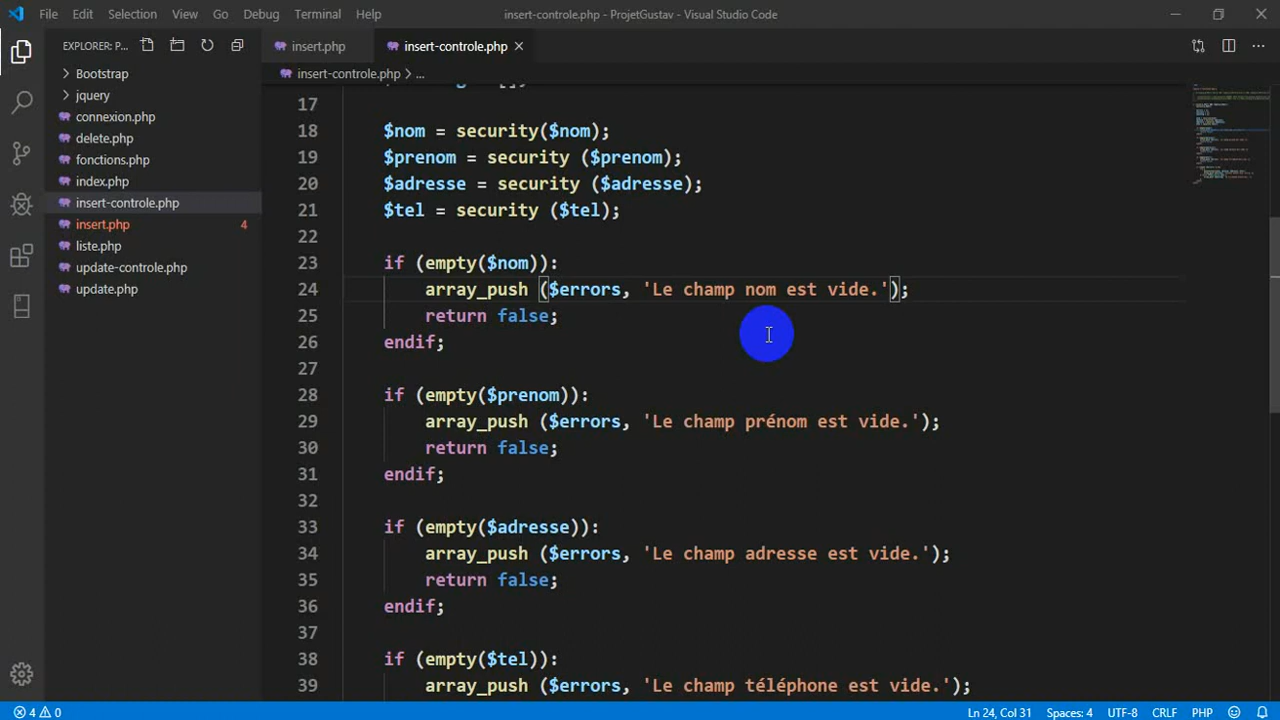 File Edit Selection View Go Debug Terminal Help
insert-controle.php - ProjetGustav - Visual Studio Code
EXPLORER: P...
insert.php
insert-controle.php
insert-controle.php > ...
Bootstrap
jquery
connexion.php
delete.php
fonctions.php
index.php
insert-controle.php
insert.php 4
liste.php
update-controle.php
update.php
17
18 $nom = security($nom);
19 $prenom = security ($prenom);
20 $adresse = security ($adresse);
21 $tel = security ($tel);
22
23 if (empty($nom)):
24 array_push ($errors, 'Le champ nom est vide.');
25 return false;
26 endif;
27
28 if (empty($prenom)):
29 array_push ($errors, 'Le champ prénom est vide.');
30 return false;
31 endif;
32
33 if (empty($adresse)):
34 array_push ($errors, 'Le champ adresse est vide.');
35 return false;
36 endif;
37
38 if (empty($tel)):
39 array_push ($errors, 'Le champ téléphone est vide.');
4 0
Ln 24, Col 31 Spaces: 4 UTF-8 CRLF PHP